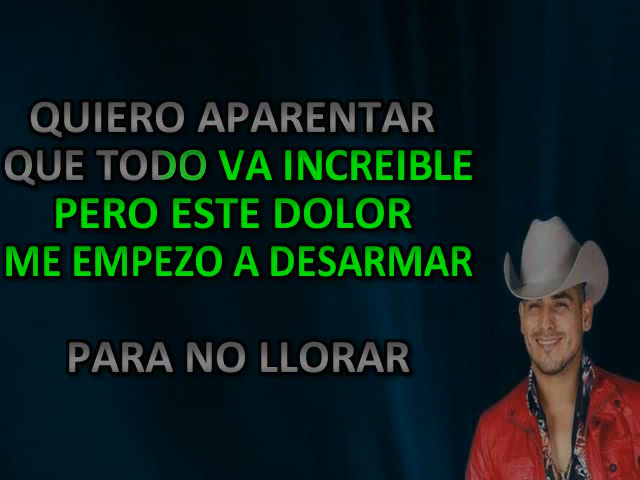 QUIERO APARENTAR
QUE TODO VA INCREIBLE
PERO ESTE DOLOR
ME EMPEZO A DESARMAR
PARA NO LLORAR